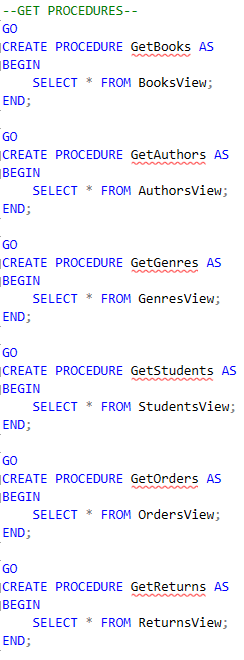 --GET PROCEDURES--
GO
CREATE PROCEDURE GetBooks AS
BEGIN
    SELECT * FROM BooksView;
END;

GO
CREATE PROCEDURE GetAuthors AS
BEGIN
    SELECT * FROM AuthorsView;
END;

GO
CREATE PROCEDURE GetGenres AS
BEGIN
    SELECT * FROM GenresView;
END;

GO
CREATE PROCEDURE GetStudents AS
BEGIN
    SELECT * FROM StudentsView;
END;

GO
CREATE PROCEDURE GetOrders AS
BEGIN
    SELECT * FROM OrdersView;
END;

GO
CREATE PROCEDURE GetReturns AS
BEGIN
    SELECT * FROM ReturnsView;
END;